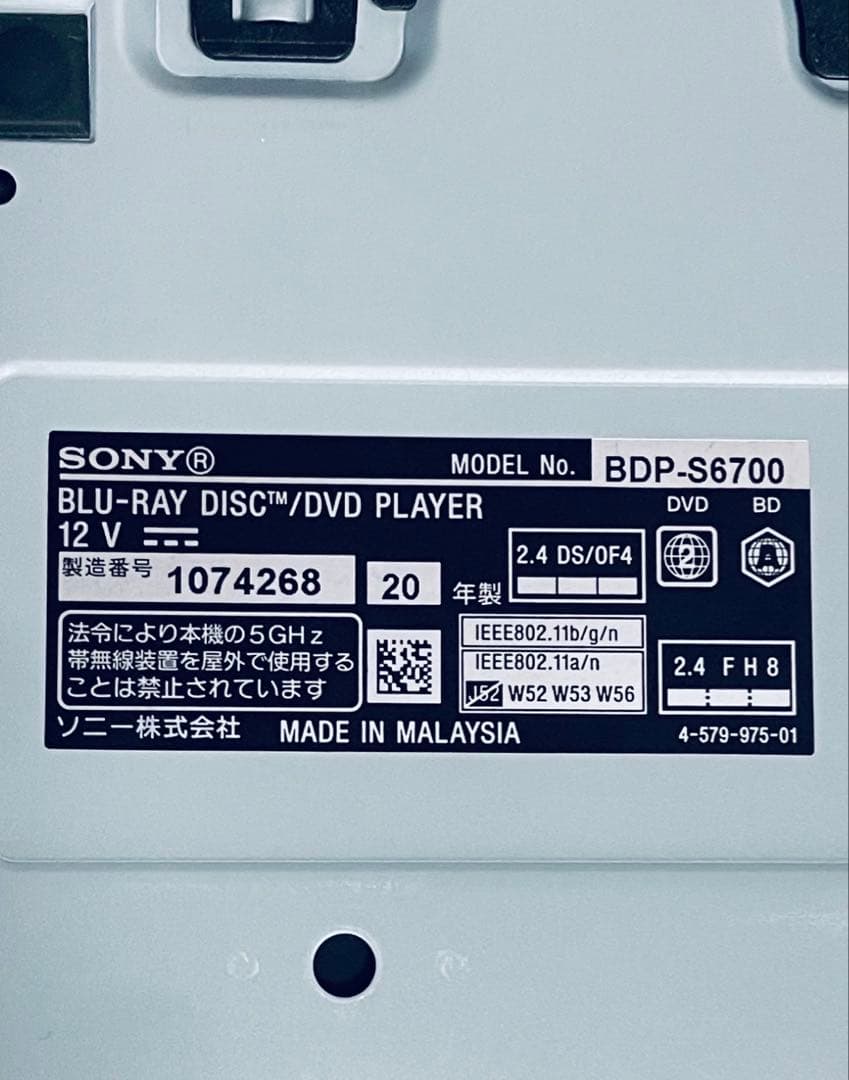 SONY®
MODEL No. BDP-S6700
BLU-RAY DISC™/DVD PLAYER
DVD BD
12 V
2.4 DS/OF4
2 A
製造番号 1074268 20 年製
法令により本機の5GHz
帯無線装置を屋外で使用する
ことは禁止されています
IEEE802.11b/g/n
IEEE802.11a/n
J52 W52 W53 W56
2.4 FH8
ソニー株式会社 MADE IN MALAYSIA 4-579-975-01